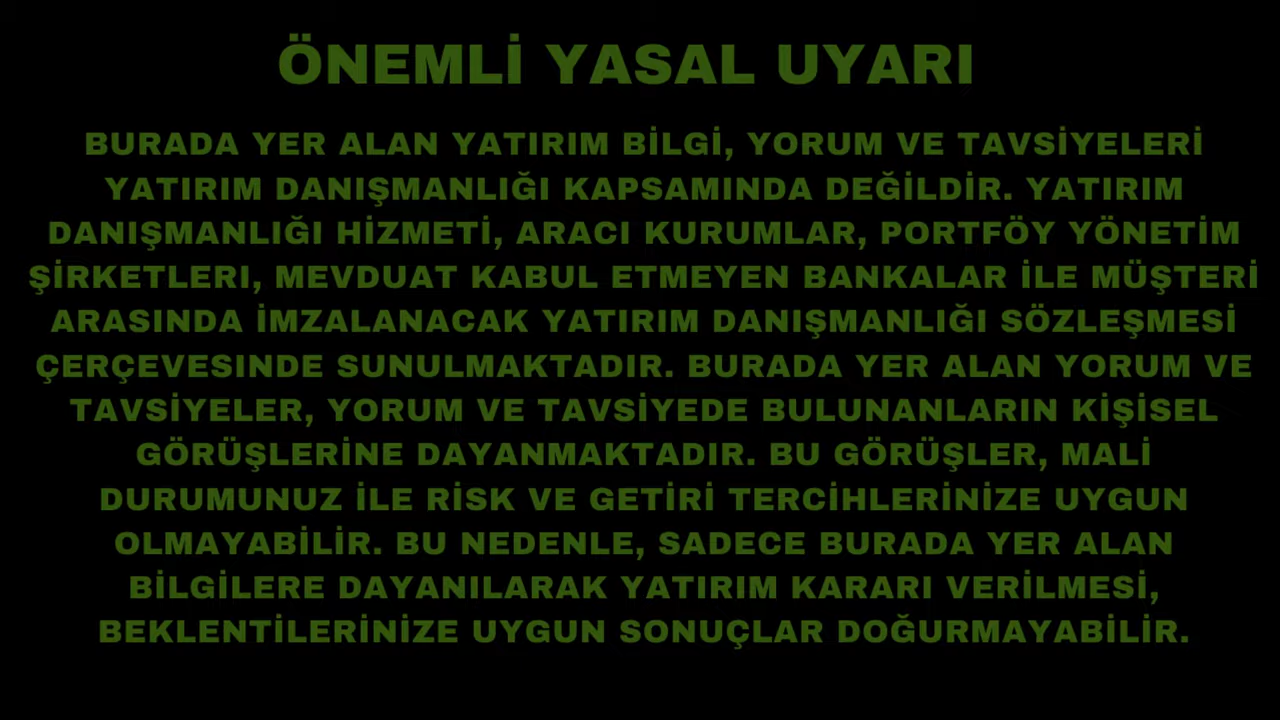 ÖNEMLİ YASAL UYARI
BURADA YER ALAN YATIRIM BİLGİ, YORUM VE TAVSİYELERİ
YATIRIM DANIŞMANLIĞI KAPSAMINDA DEĞİLDİR. YATIRIM
DANIŞMANLIĞI HİZMETİ, ARACI KURUMLAR, PORTFÖY YÖNETİM
ŞİRKETLERI, MEVDUAT KABUL ETMEYEN BANKALAR İLE MÜŞTERİ
ARASINDA İMZALANACAK YATIRIM DANIŞMANLIĞI SÖZLEŞMESİ
ÇERÇEVESINDE SUNULMAKTADIR. BURADA YER ALAN YORUM VE
TAVSİYELER, YORUM VE TAVSİYEDE BULUNANLARIN KİŞİSEL
GÖRÜŞLERİNE DAYANMAKTADIR. BU GÖRÜŞLER, MALİ
DURUMUNUZ İLE RİSK VE GETİRİ TERCİHLERİNİZE UYGUN
OLMAYABİLİR. BU NEDENLE, SADECE BURADA YER ALAN
BİLGİLERE DAYANILARAK YATIRIM KARARI VERİLMESİ,
BEKLENTİLERİNİZE UYGUN SONUÇLAR DOĞURMAYABİLİR.